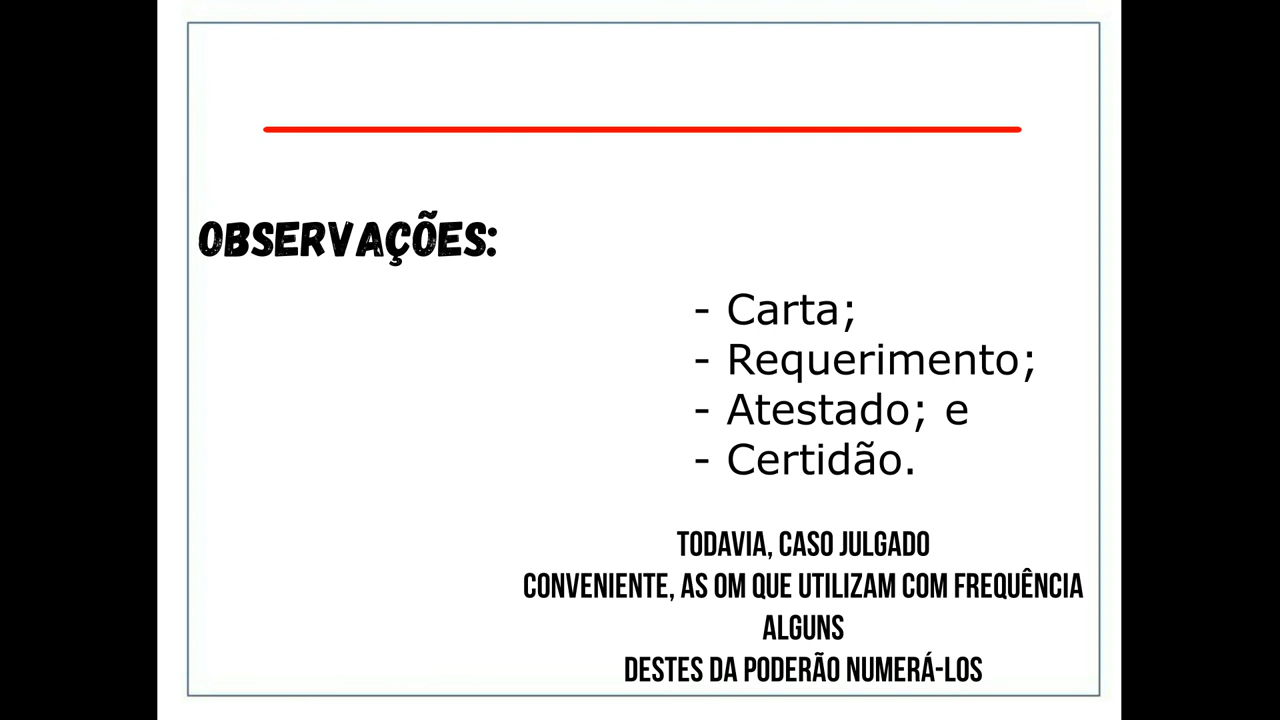 OBSERVAÇÕES:
- Carta;
- Requerimento;
- Atestado; e
- Certidão.
TODAVIA, CASO JULGADO
CONVENIENTE, AS OM QUE UTILIZAM COM FREQUÊNCIA
ALGUNS
DESTES DA PODERÃO NUMERÁ-LOS